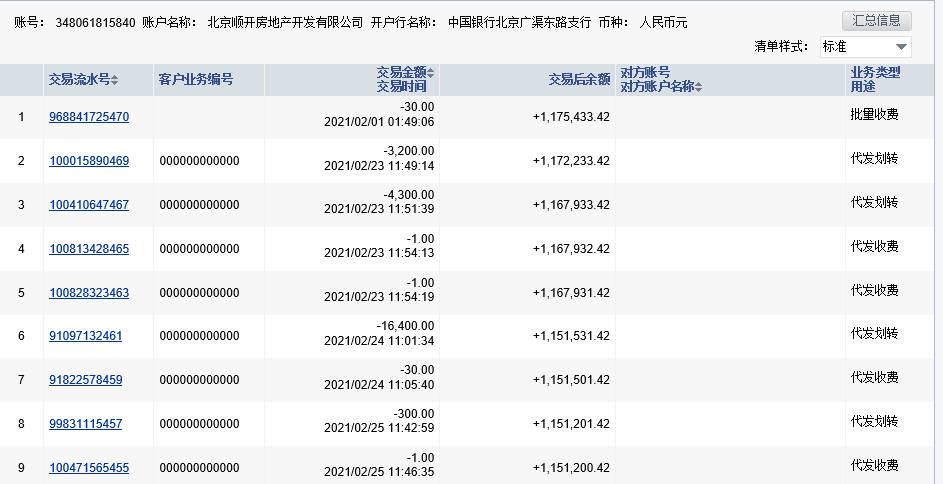 账号： 348061815840 账户名称： 北京顺开房地产开发有限公司 开户行名称： 中国银行北京广渠东路支行 币种： 人民币元
汇总信息
清单样式： 标准
交易流水号 客户业务编号 交易金额 交易时间 交易后余额 对方账号 对方账户名称 业务类型 用途
1 968841725470 -30.00 2021/02/01 01:49:06 +1,175,433.42 批量收费
2 100015890469 000000000000 -3,200.00 2021/02/23 11:49:14 +1,172,233.42 代发划转
3 100410647467 000000000000 -4,300.00 2021/02/23 11:51:39 +1,167,933.42 代发划转
4 100813428465 000000000000 -1.00 2021/02/23 11:54:13 +1,167,932.42 代发收费
5 100828323463 000000000000 -1.00 2021/02/23 11:54:19 +1,167,931.42 代发收费
6 91097132461 000000000000 -16,400.00 2021/02/24 11:01:34 +1,151,531.42 代发划转
7 91822578459 000000000000 -30.00 2021/02/24 11:05:40 +1,151,501.42 代发收费
8 99831115457 000000000000 -300.00 2021/02/25 11:42:59 +1,151,201.42 代发划转
9 100471565455 000000000000 -1.00 2021/02/25 11:46:35 +1,151,200.42 代发收费